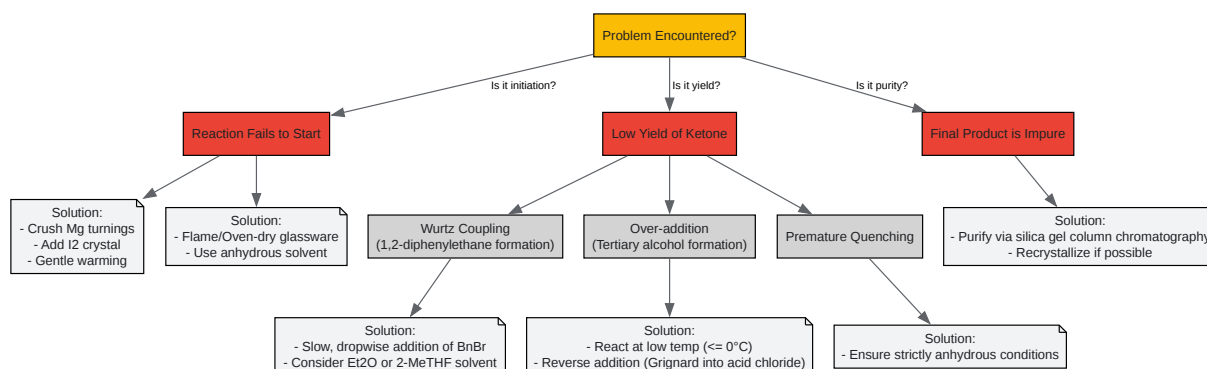 Problem Encountered?
Is it initiation?
Is it yield?
Is it purity?
Reaction Fails to Start
Low Yield of Ketone
Final Product is Impure
Solution:
- Crush Mg turnings
- Add I2 crystal
- Gentle warming
Solution:
- Flame/Oven-dry glassware
- Use anhydrous solvent
Wurtz Coupling
(1,2-diphenylethane formation)
Over-addition
(Tertiary alcohol formation)
Premature Quenching
Solution:
- Purify via silica gel column chromatography
- Recrystallize if possible
Solution:
- Slow, dropwise addition of BnBr
- Consider Et2O or 2-MeTHF solvent
Solution:
- React at low temp (<= 0°C)
- Reverse addition (Grignard into acid chloride)
Solution:
- Ensure strictly anhydrous conditions